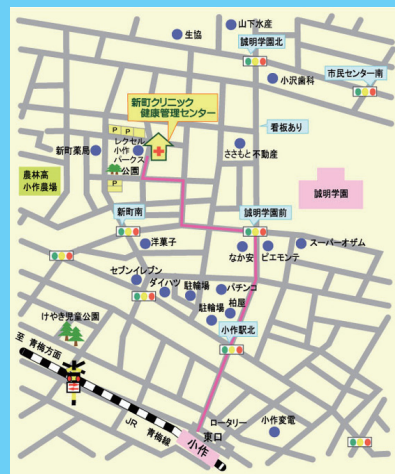 山下水産
生協
誠明学園北
小沢歯科
市民センター南
新町クリニック
健康管理センター
看板あり
P P
レクセル
小作
パークス
新町薬局
公園
P
ささもと不動産
農林高
小作農場
誠明学園
新町南
誠明学園前
洋菓子
なか安
ピエモンテ
スーパーオザム
セブンイレブン
ダイハツ
駐輪場
パチンコ
駐輪場
柏屋
けやき児童公園
小作駅北
至 青梅方面
JR 青梅線
小作
東口
ロータリー
小作変電